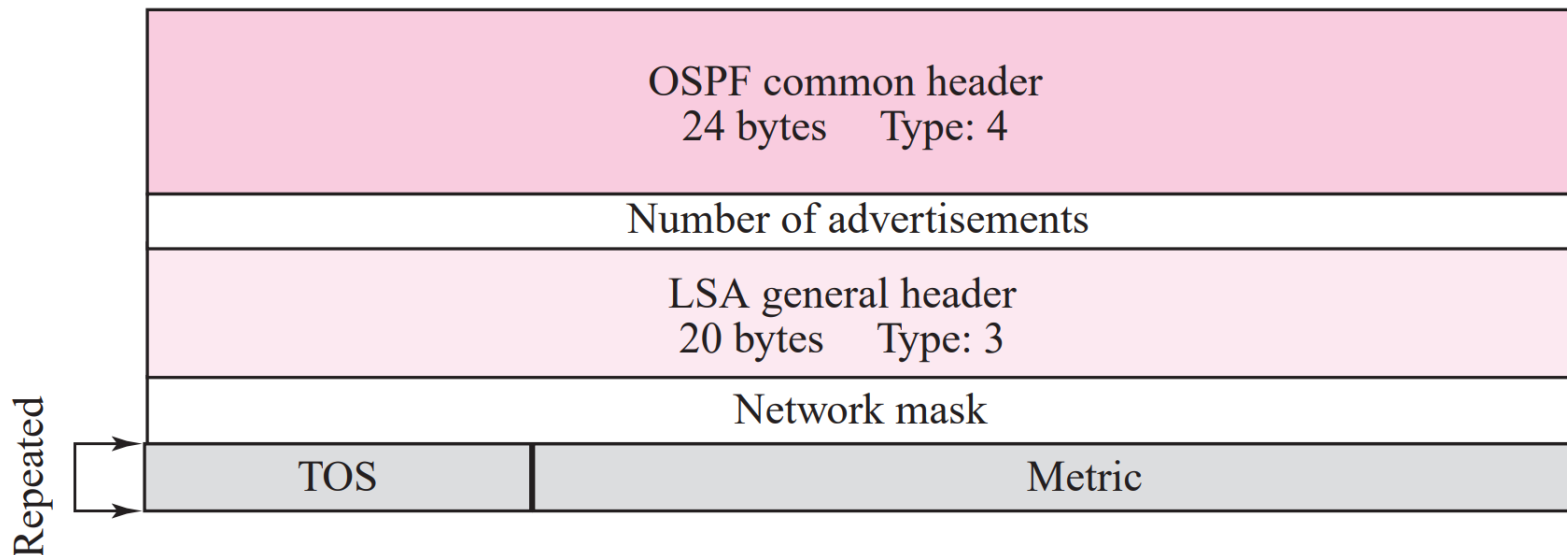 OSPF common header
24 bytes Type: 4
Number of advertisements
LSA general header
20 bytes Type: 3
Network mask
Repeated
TOS
Metric